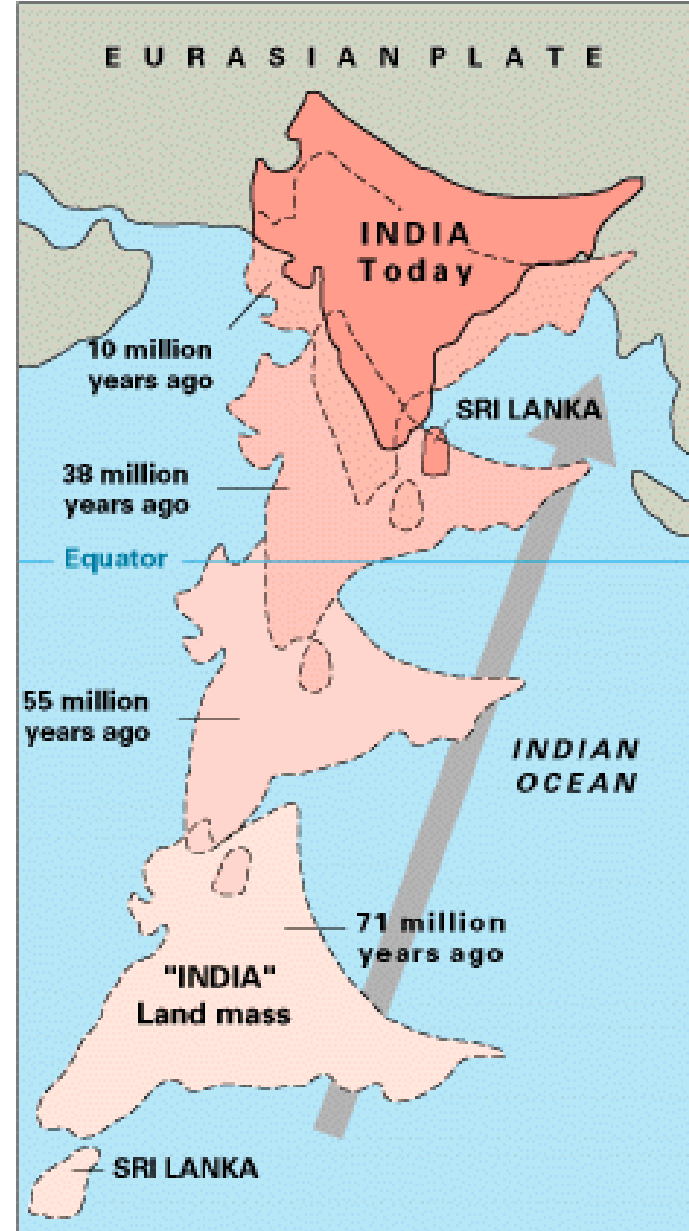 EURASIAN PLATE
INDIA
Today
10 million
years ago
SRI LANKA
38 million
years ago
Equator
55 million
years ago
INDIAN
OCEAN
71 million
years ago
"INDIA"
Land mass
SRI LANKA